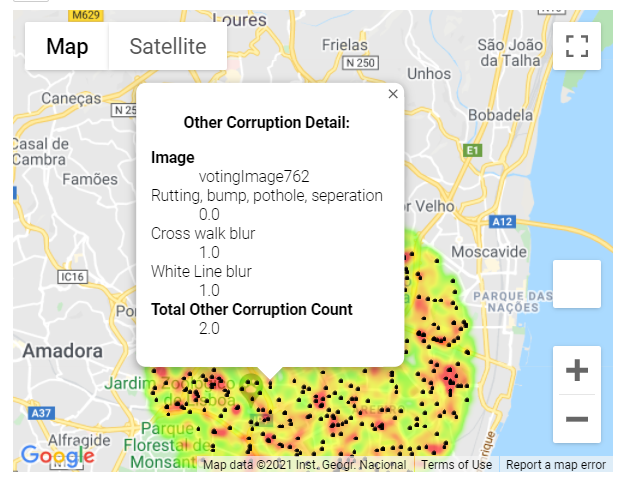 M629
Loures
Map
Satellite
Frielas
N 250
Unhos
São João
da Talha
Caneças
N 25
Bobadela
Casal de
Cambra
Famões
E1
×
Other Corruption Detail:
Image
votingImage762
Rutting, bump, pothole, seperation
0.0
Cross walk blur
1.0
White Line blur
1.0
Total Other Corruption Count
2.0
or Velho
A12
Moscavide
IC16
PARQUE DAS
NAÇÕES
Po
Amadora
Jardim Zoológico
de Lisboa
A37
Alfragide
Parque
Florestal de
Monsant
rique
Google
Map data ©2021 Inst. Geogr. Nacional
Terms of Use
Report a map error